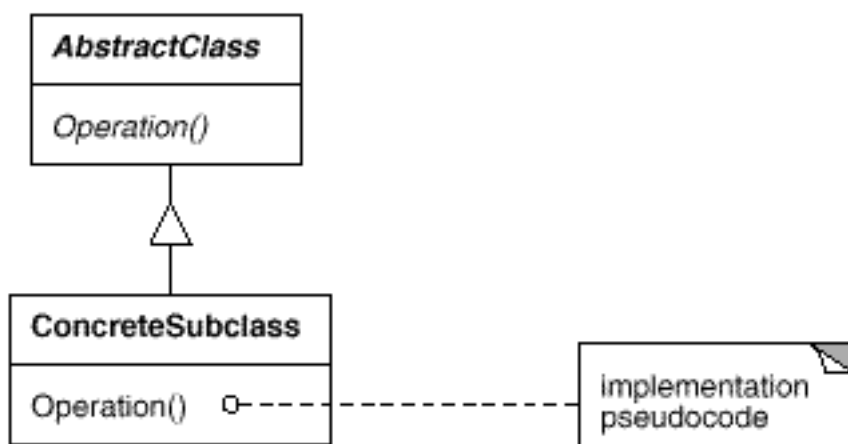 AbstractClass
Operation()
ConcreteSubclass
Operation()
implementation
pseudocode